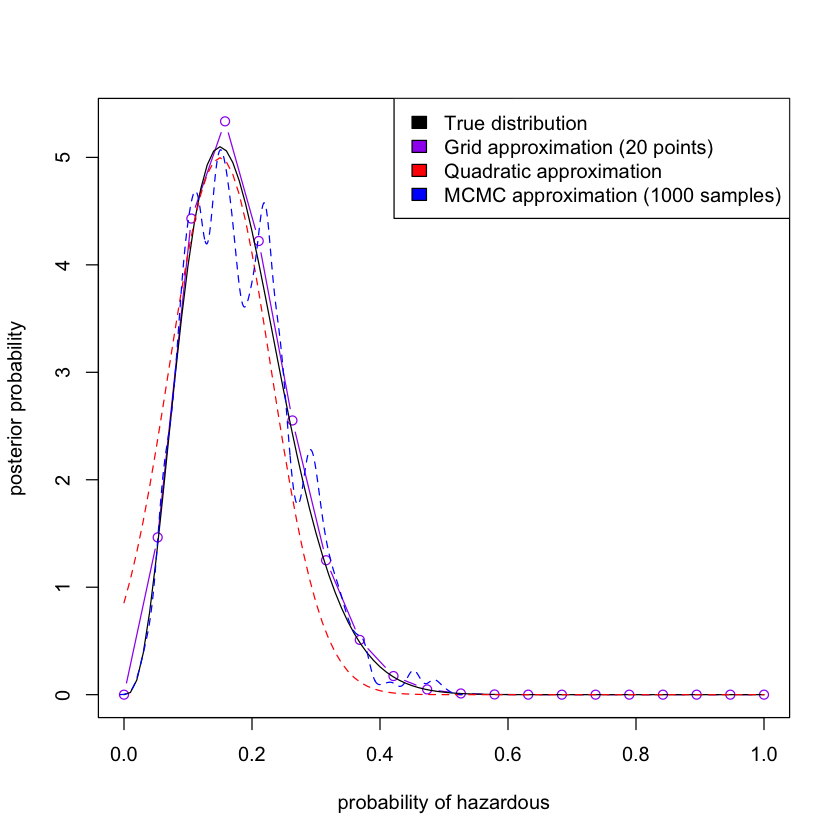 True distribution
Grid approximation (20 points)
Quadratic approximation
MCMC approximation (1000 samples)
5
4
3
2
1
0
posterior probability
0.0 0.2 0.4 0.6 0.8 1.0
probability of hazardous